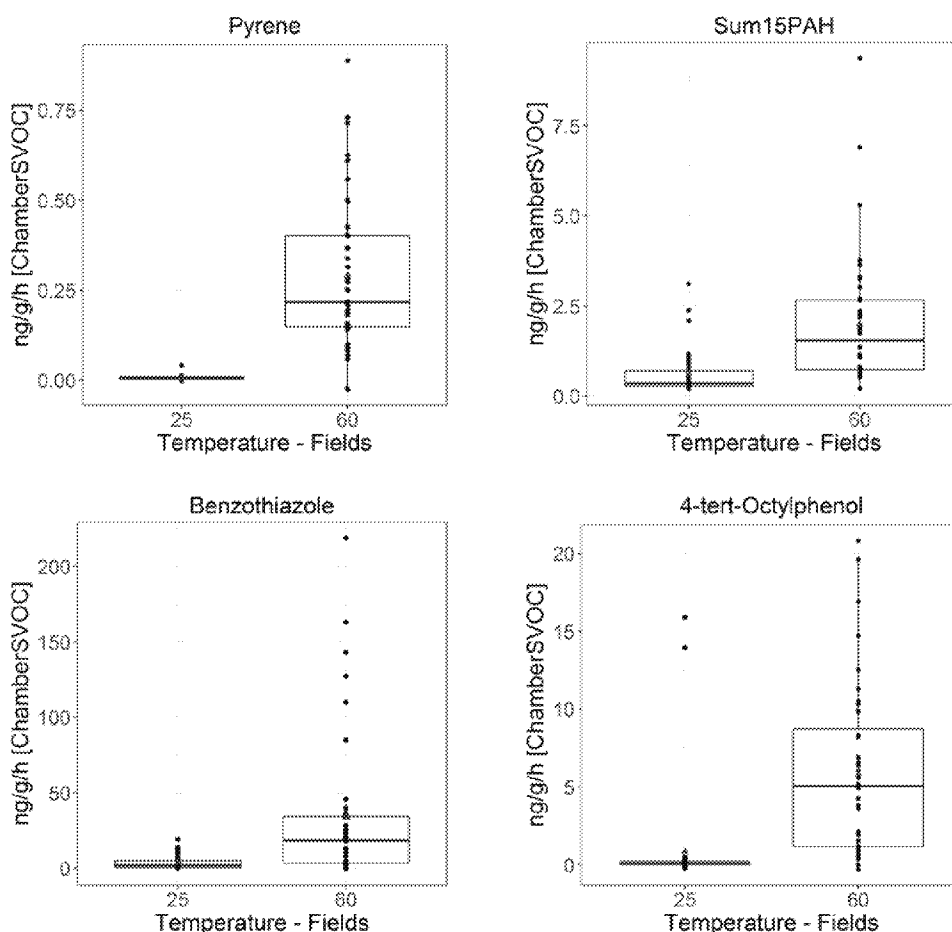 Pyrene
ng/g/h [ChamberSVOC]
0.75
0.50
0.25
0.00
25
60
Temperature - Fields
Sum15PAH
ng/g/h [ChamberSVOC]
7.5
5.0
2.5
0.0
25
60
Temperature - Fields
Benzothiazole
ng/g/h [ChamberSVOC]
200
150
100
50
0
25
60
Temperature - Fields
4-tert-Octylphenol
ng/g/h [ChamberSVOC]
20
15
10
5
0
25
60
Temperature - Fields